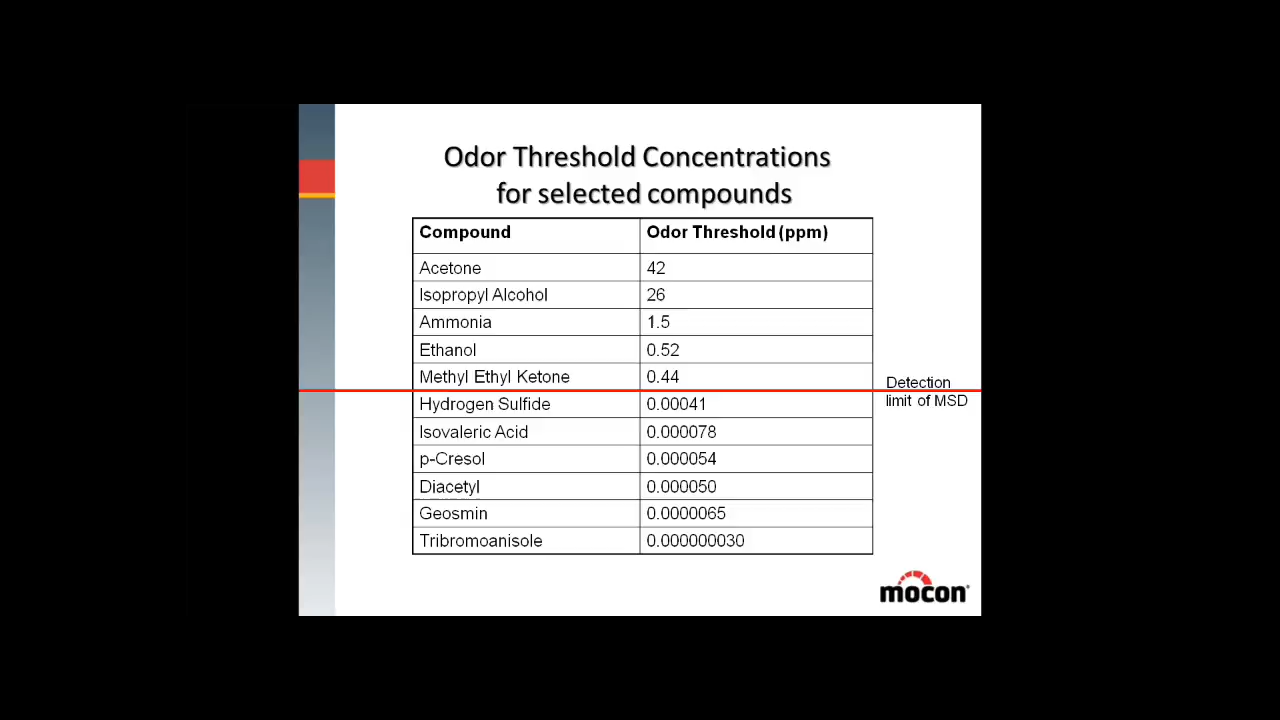 Odor Threshold Concentrations
for selected compounds
Compound Odor Threshold (ppm)
Acetone 42
Isopropyl Alcohol 26
Ammonia 1.5
Ethanol 0.52
Methyl Ethyl Ketone 0.44
Detection
limit of MSD
Hydrogen Sulfide 0.00041
Isovaleric Acid 0.000078
p-Cresol 0.000054
Diacetyl 0.000050
Geosmin 0.0000065
Tribromoanisole 0.000000030
mocon®